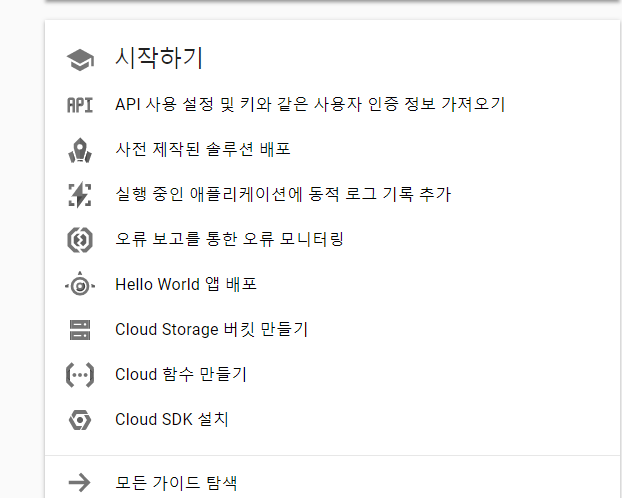 시작하기
API API 사용 설정 및 키와 같은 사용자 인증 정보 가져오기
사전 제작된 솔루션 배포
실행 중인 애플리케이션에 동적 로그 기록 추가
오류 보고를 통한 오류 모니터링
Hello World 앱 배포
Cloud Storage 버킷 만들기
Cloud 함수 만들기
Cloud SDK 설치
모든 가이드 탐색